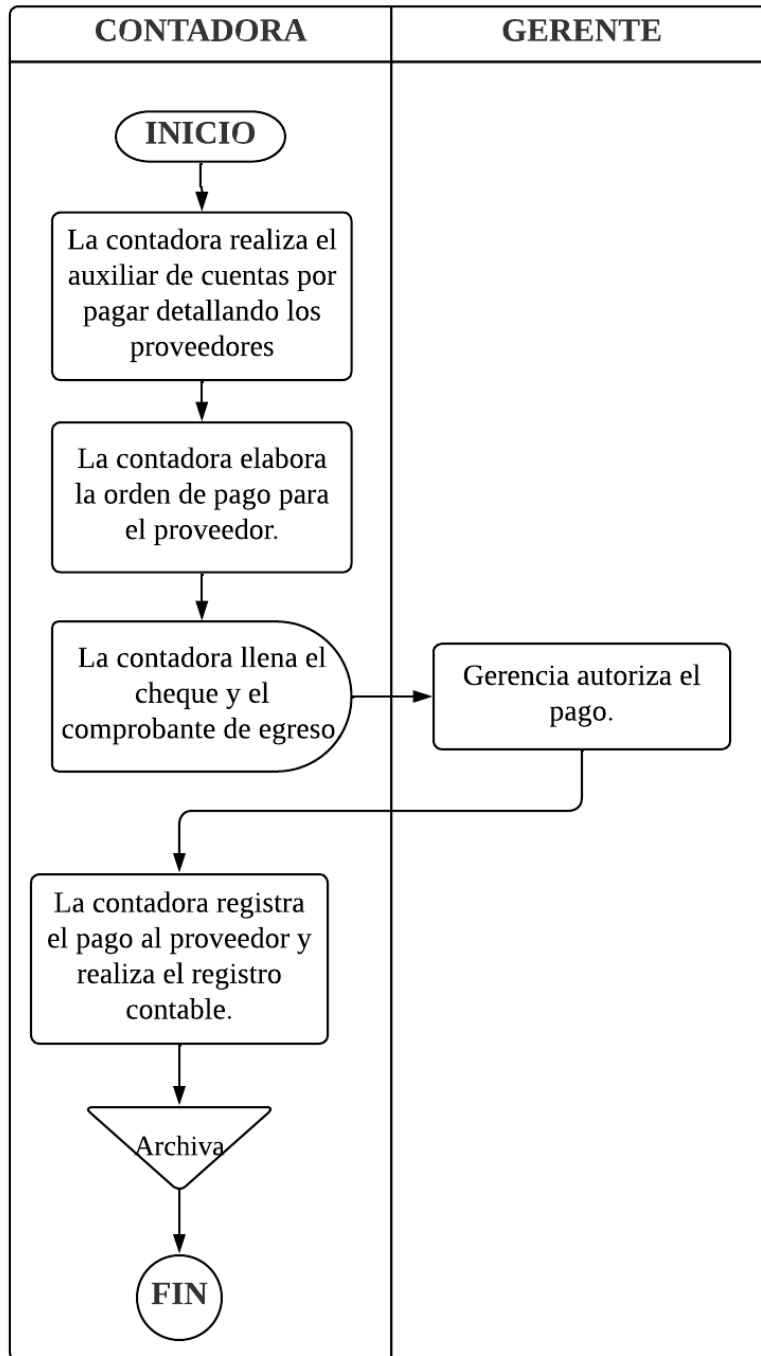 CONTADORA
GERENTE
INICIO
La contadora realiza el
auxiliar de cuentas por
pagar detallando los
proveedores
La contadora elabora
la orden de pago para
el proveedor.
La contadora llena el
cheque y el
comprobante de egreso
Gerencia autoriza el
pago.
La contadora registra
el pago al proveedor y
realiza el registro
contable.
Archiva
FIN